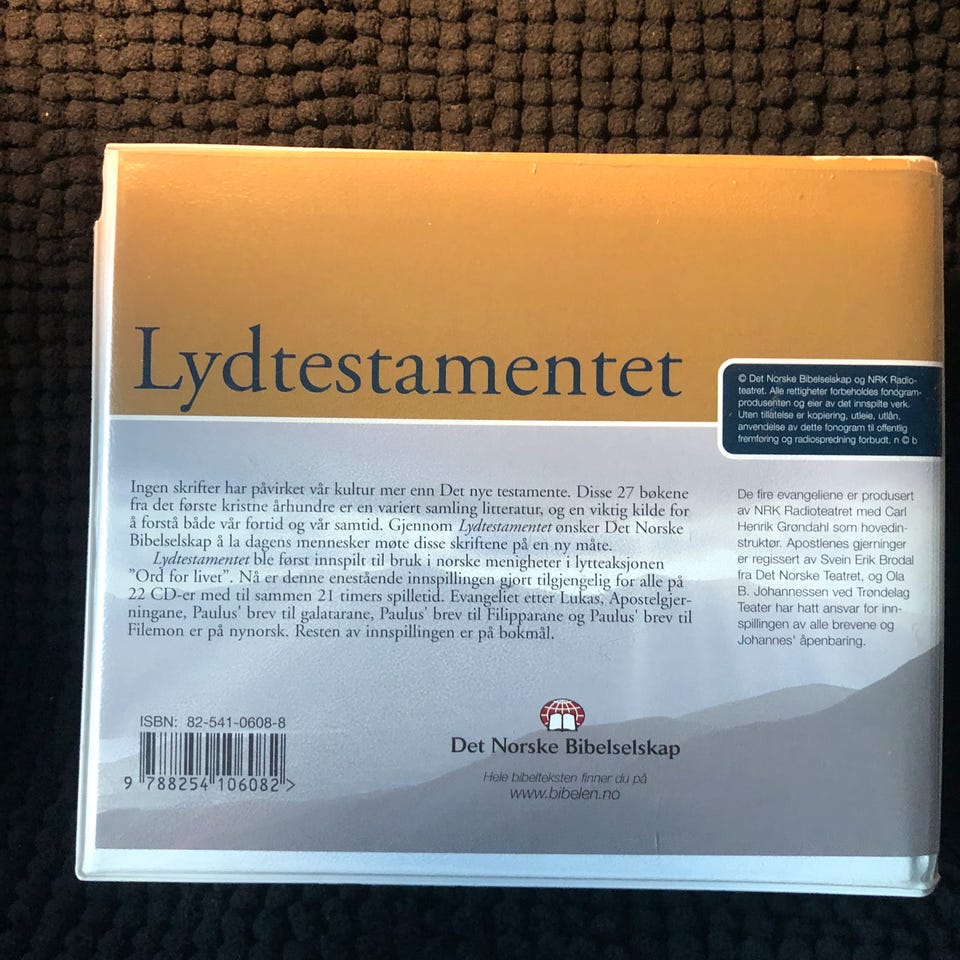 Lydtestamentet
© Det Norske Bibelselskap og NRK Radio-
teatret. Alle rettigheter forbeholdes fonogram-
produsenten og eier av det innspilte verk.
Uten tillatelse er kopiering, utleie, utlån,
anvendelse av dette fonogram til offentlig
fremføring og radiospredning forbudt. n © b
Ingen skrifter har påvirket vår kultur mer enn Det nye testamente. Disse 27 bøkene
fra det første kristne århundre er en variert samling litteratur, og en viktig kilde for
å forstå både vår fortid og vår samtid. Gjennom Lydtestamentet ønsker Det Norske
Bibelselskap å la dagens mennesker møte disse skriftene på en ny måte.
Lydtestamentet ble først innspilt til bruk i norske menigheter i lytteaksjonen
"Ord for livet". Nå er denne enestående innspillingen gjort tilgjengelig for alle på
22 CD-er med til sammen 21 timers spilletid. Evangeliet etter Lukas, Apostelgjer-
ningane, Paulus' brev til galatarane, Paulus' brev til Filipparane og Paulus' brev til
Filemon er på nynorsk. Resten av innspillingen er på bokmål.
De fire evangeliene er produsert
av NRK Radioteatret med Carl
Henrik Grøndahl som hovedin-
struktør. Apostlenes gjerninger
er regissert av Svein Erik Brodal
fra Det Norske Teatret, og Ola
B. Johannessen ved Trøndelag
Teater har hatt ansvar for inn-
spillingen av alle brevene og
Johannes' åpenbaring.
ISBN: 82-541-0608-8
9 788254 106082 >
Det Norske Bibelselskap
Hele bibelteksten finner du på
www.bibelen.no